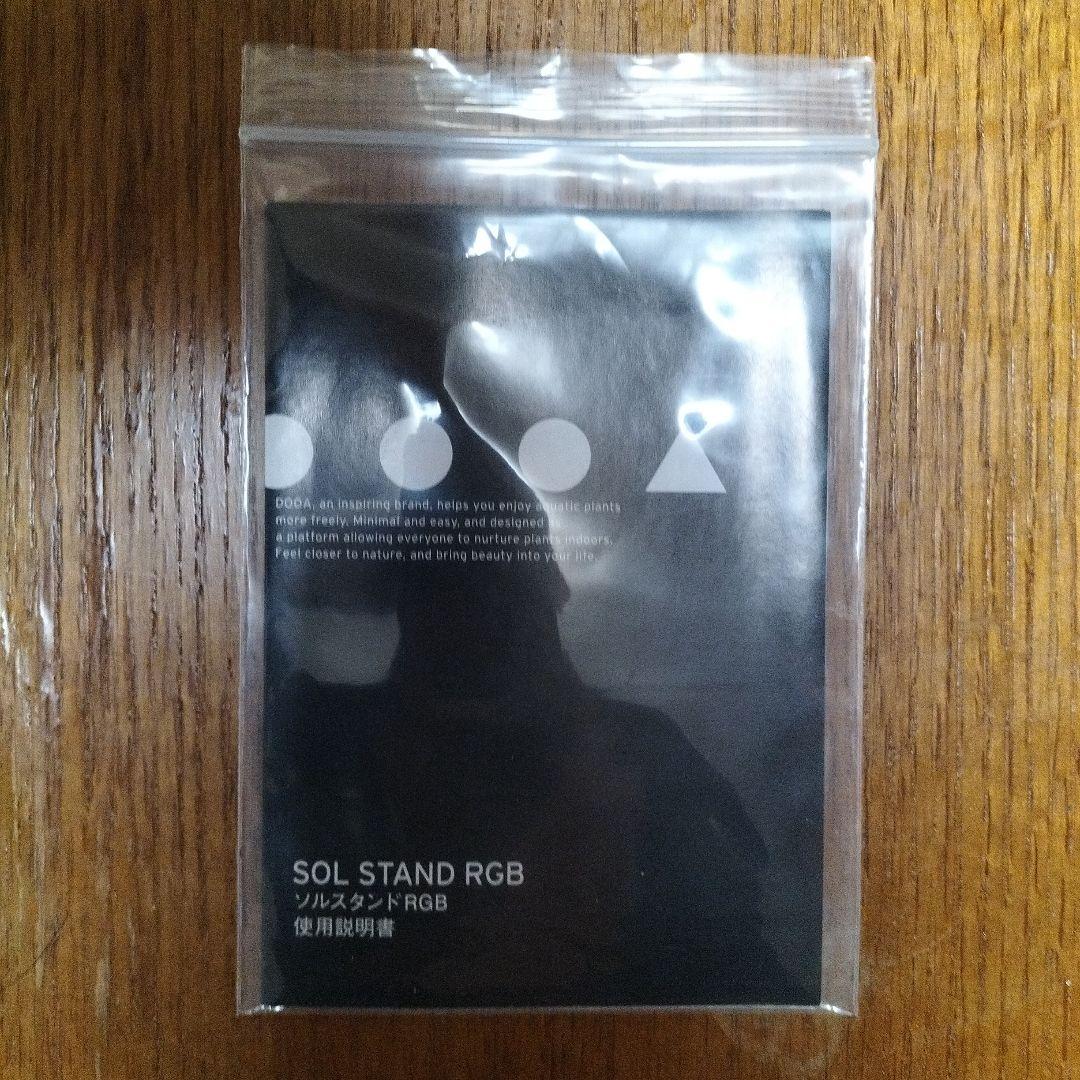 DOOA, an inspiring brand, helps you enjoy aquatic plants
more freely. Minimal and easy, and designed as
a platform allowing everyone to nurture plants indoors.
Feel closer to nature, and bring beauty into your life.
SOL STAND RGB
ソルスタンドRGB
使用説明書